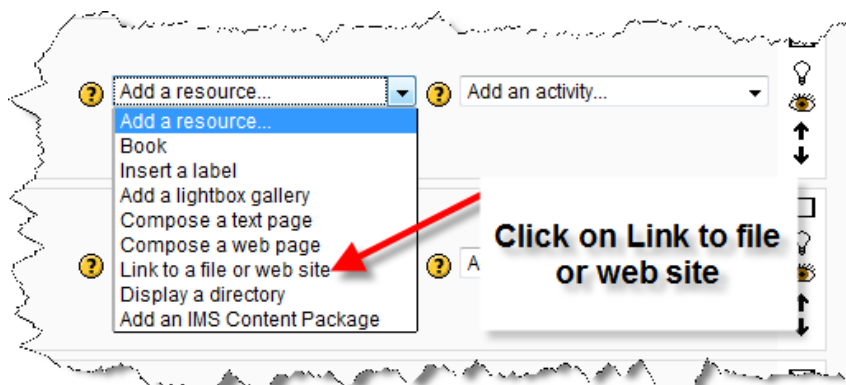 ? Add a resource... ? Add an activity...
Add a resource...
Book
Insert a label
Add a lightbox gallery
Compose a text page
Compose a web page
? Link to a file or web site ? A
Display a directory
Add an IMS Content Package
Click on Link to file
or web site